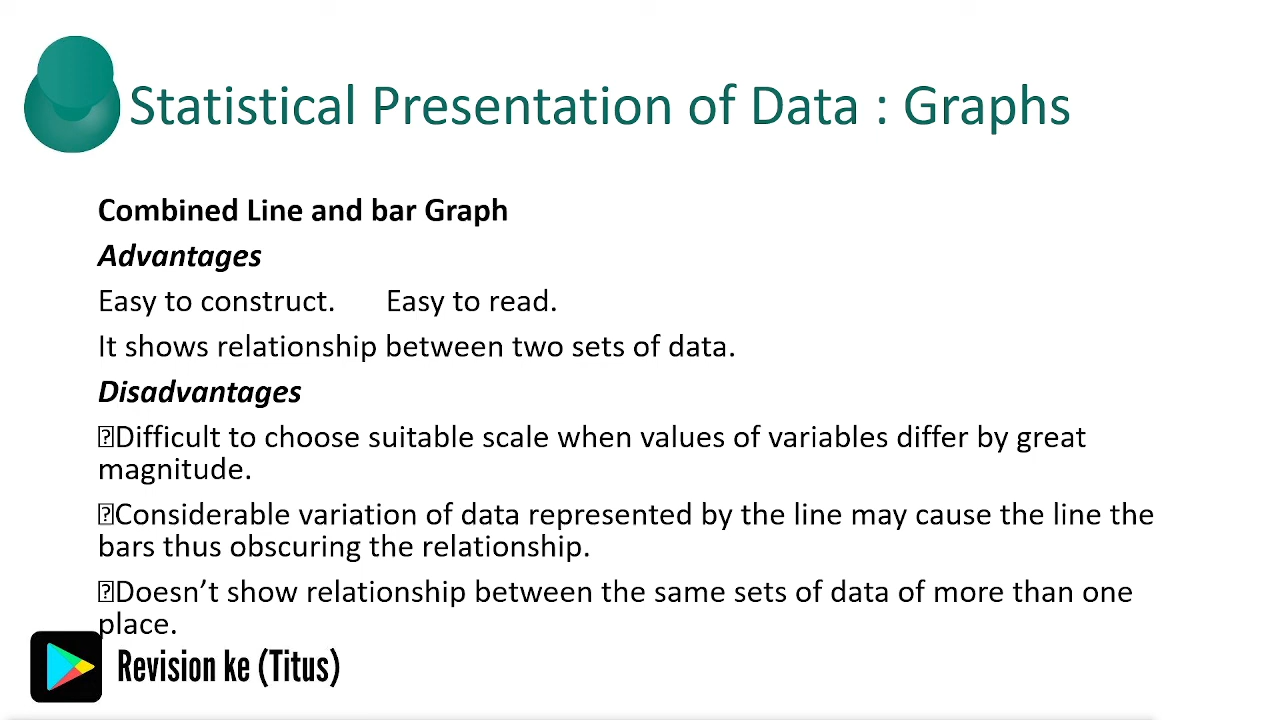 Statistical Presentation of Data : Graphs
Combined Line and bar Graph
Advantages
Easy to construct. Easy to read.
It shows relationship between two sets of data.
Disadvantages
⍰Difficult to choose suitable scale when values of variables differ by great
magnitude.
⍰Considerable variation of data represented by the line may cause the line the
bars thus obscuring the relationship.
⍰Doesn’t show relationship between the same sets of data of more than one
place.
Revision ke (Titus)